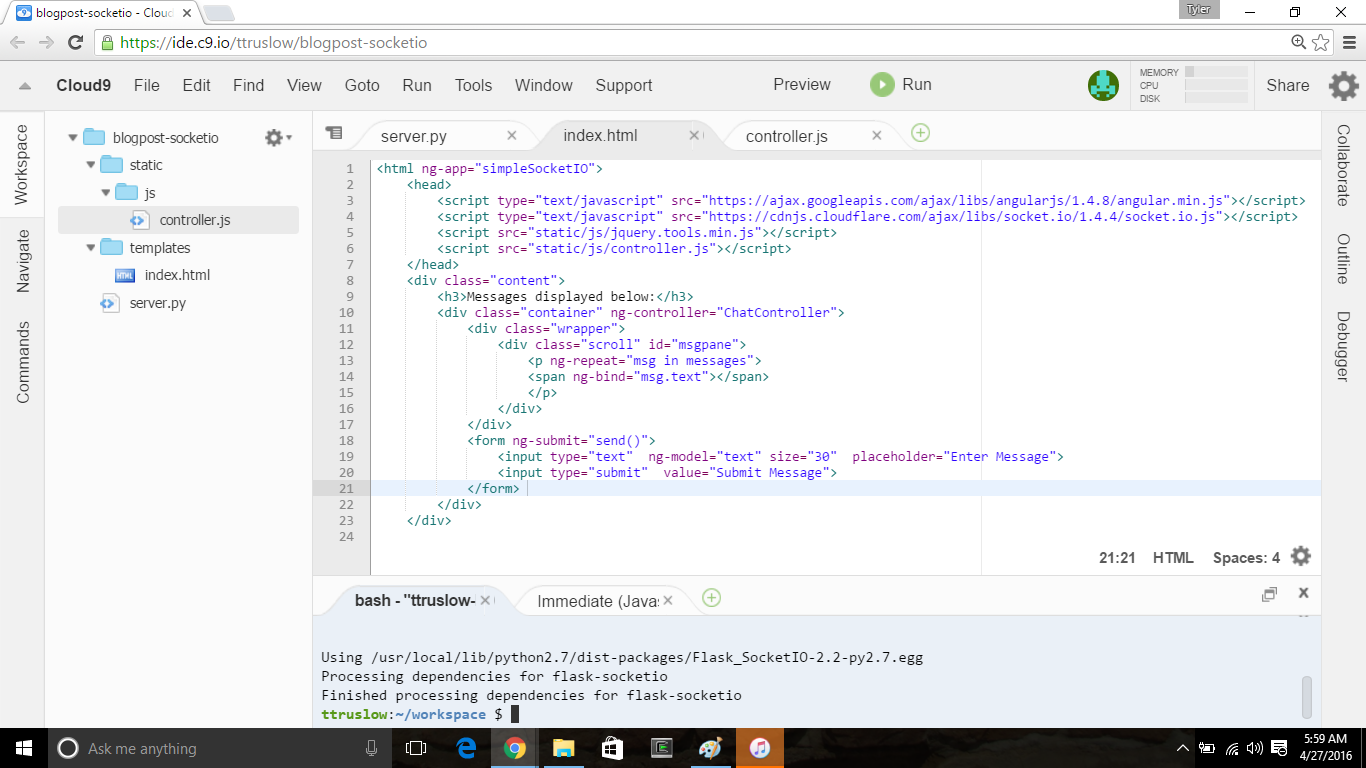 blogpost-socketio - Cloud
Tyler
https://ide.c9.io/ttruslow/blogpost-socketio
Cloud9 File Edit Find View Goto Run Tools Window Support Preview Run MEMORY CPU DISK Share
Workspace
Navigate
Commands
blogpost-socketio
static
js
controller.js
templates
index.html
server.py
server.py index.html controller.js
1 <html ng-app="simpleSocketIO">
2 <head>
3 <script type="text/javascript" src="https://ajax.googleapis.com/ajax/libs/angularjs/1.4.8/angular.min.js"></script>
4 <script type="text/javascript" src="https://cdnjs.cloudflare.com/ajax/libs/socket.io/1.4.4/socket.io.js"></script>
5 <script src="static/js/jquery.tools.min.js"></script>
6 <script src="static/js/controller.js"></script>
7 </head>
8 <div class="content">
9 <h3>Messages displayed below:</h3>
10 <div class="container" ng-controller="ChatController">
11 <div class="wrapper">
12 <div class="scroll" id="msgpane">
13 <p ng-repeat="msg in messages">
14 <span ng-bind="msg.text"></span>
15 </p>
16 </div>
17 </div>
18 <form ng-submit="send()">
19 <input type="text"  ng-model="text" size="30"  placeholder="Enter Message">
20 <input type="submit"  value="Submit Message">
21 </form>
22 </div>
23 </div>
24
21:21 HTML Spaces: 4
Collaborate
Outline
Debugger
bash - "ttruslow- Immediate (Javas
Using /usr/local/lib/python2.7/dist-packages/Flask_SocketIO-2.2-py2.7.egg
Processing dependencies for flask-socketio
Finished processing dependencies for flask-socketio
ttruslow:~/workspace $
Ask me anything
5:59 AM
4/27/2016